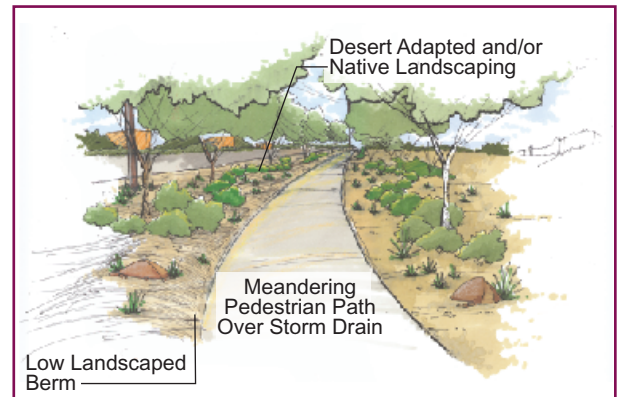 Desert Adapted and/or
Native Landscaping
Meandering
Pedestrian Path
Over Storm Drain
Low Landscaped
Berm